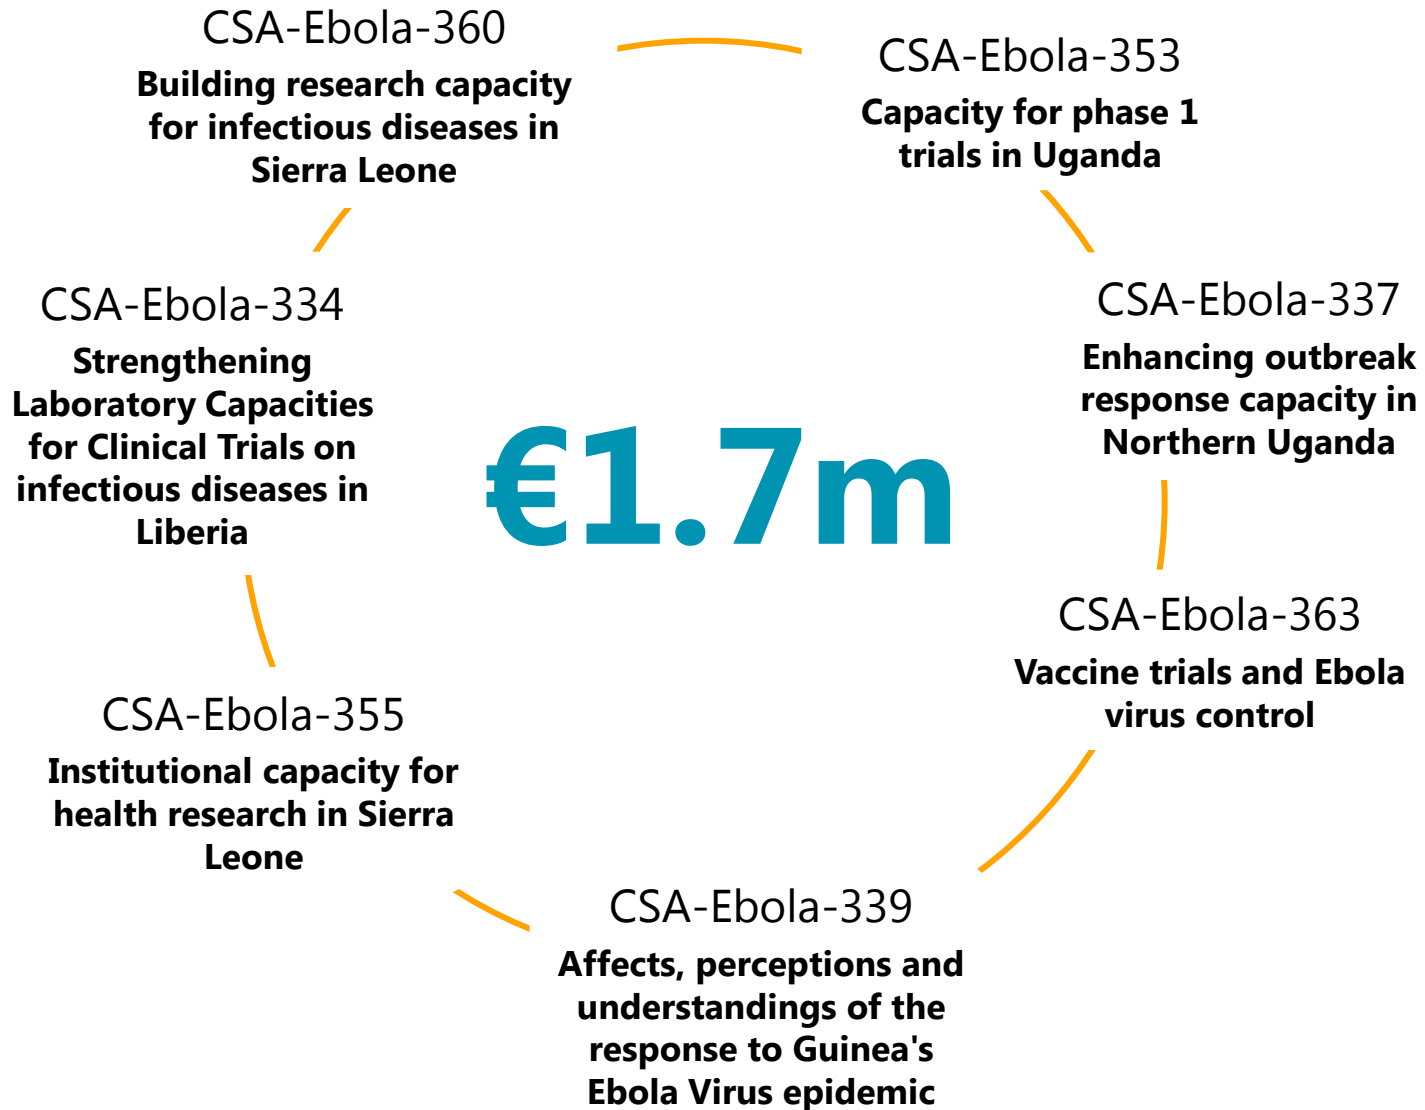 CSA-Ebola-360
Building research capacity
for infectious diseases in
Sierra Leone
CSA-Ebola-353
Capacity for phase 1
trials in Uganda
CSA-Ebola-337
Enhancing outbreak
response capacity in
Northern Uganda
CSA-Ebola-363
Vaccine trials and Ebola
virus control
CSA-Ebola-339
Affects, perceptions and
understandings of the
response to Guinea's
Ebola Virus epidemic
CSA-Ebola-355
Institutional capacity for
health research in Sierra
Leone
CSA-Ebola-334
Strengthening
Laboratory Capacities
for Clinical Trials on
infectious diseases in
Liberia
€1.7m